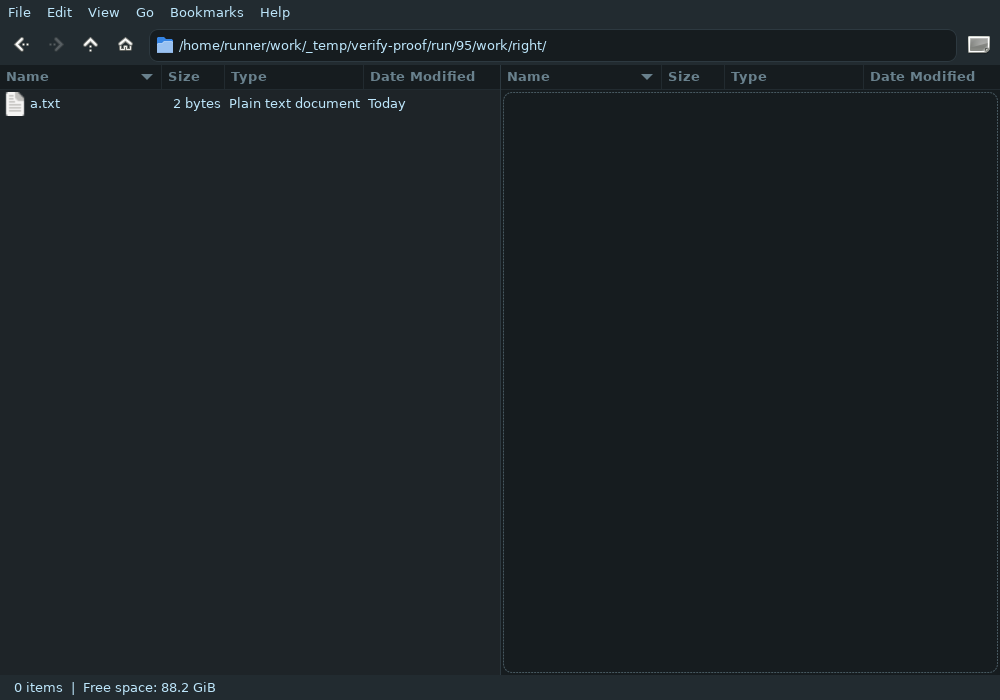 File Edit View Go Bookmarks Help
/home/runner/work/_temp/verify-proof/run/95/work/right/
Name Size Type Date Modified Name Size Type Date Modified
a.txt 2 bytes Plain text document Today
0 items | Free space: 88.2 GiB